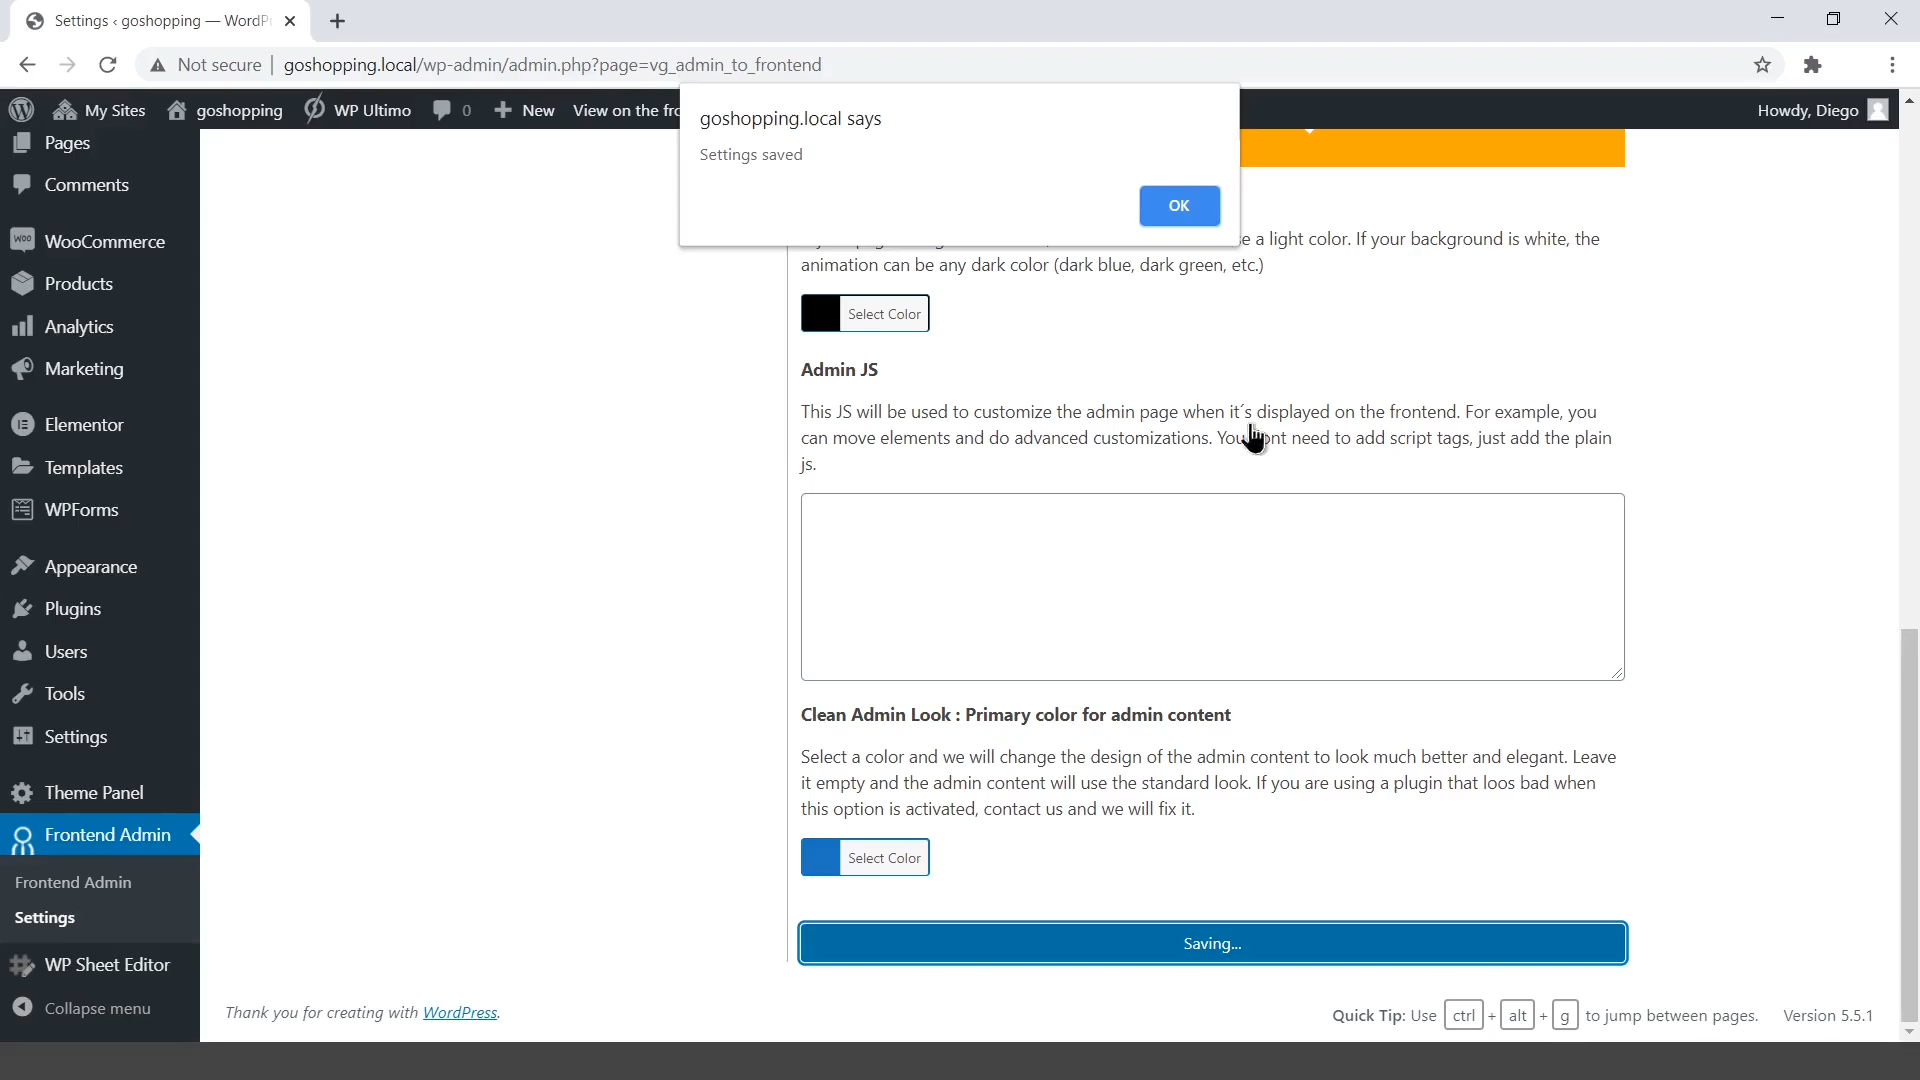 Settings ‹ goshopping — WordP
Not secure goshopping.local/wp-admin/admin.php?page=vg_admin_to_frontend
My Sites goshopping WP Ultimo 0 New View on the fro Howdy, Diego
goshopping.local says
Settings saved
OK
Pages
Comments
WooCommerce
Products
Analytics
Marketing
Elementor
Templates
WPForms
Appearance
Plugins
Users
Tools
Settings
Theme Panel
Frontend Admin
Frontend Admin
Settings
WP Sheet Editor
Collapse menu
a light color. If your background is white, the
animation can be any dark color (dark blue, dark green, etc.)
Select Color
Admin JS
This JS will be used to customize the admin page when it´s displayed on the frontend. For example, you
can move elements and do advanced customizations. You need to add script tags, just add the plain
js.
Clean Admin Look : Primary color for admin content
Select a color and we will change the design of the admin content to look much better and elegant. Leave
it empty and the admin content will use the standard look. If you are using a plugin that loos bad when
this option is activated, contact us and we will fix it.
Select Color
Saving...
Thank you for creating with WordPress.
Quick Tip: Use ctrl + alt + g to jump between pages. Version 5.5.1